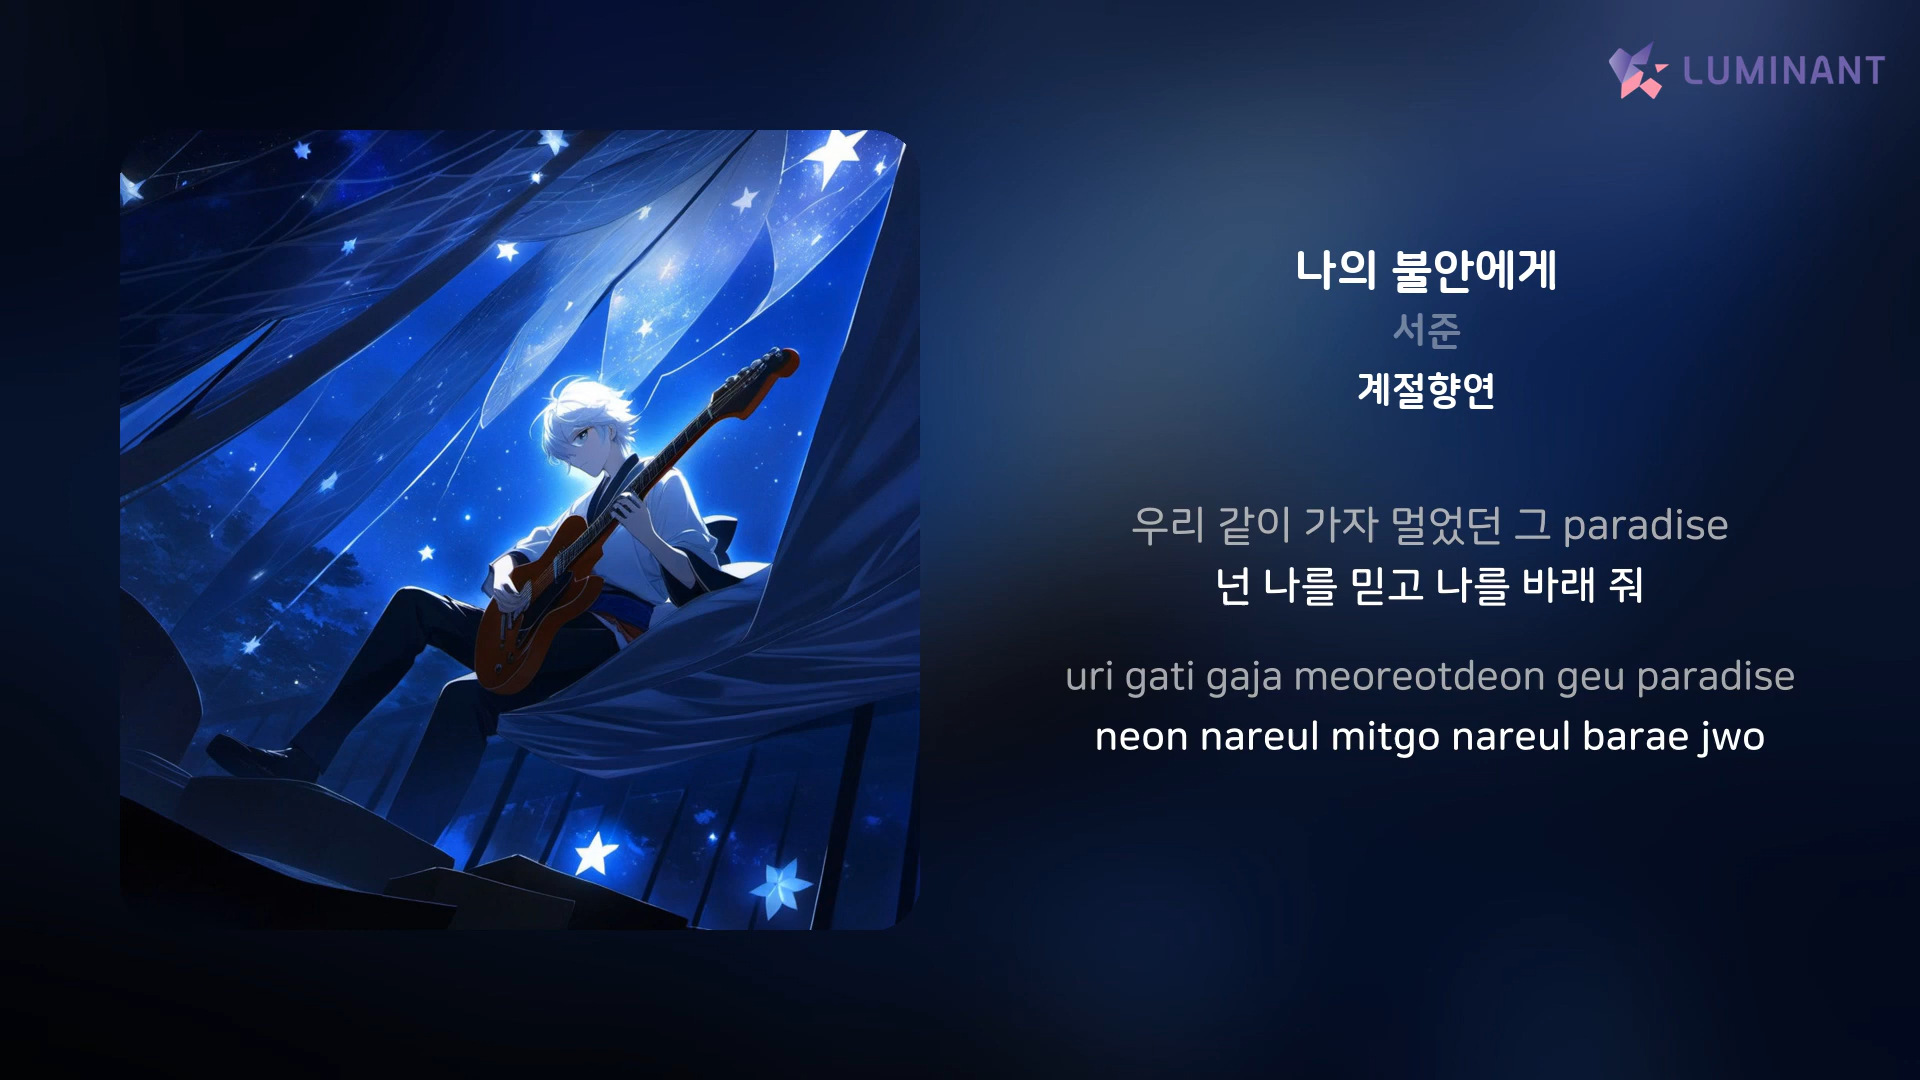 LUMINANT
나의 불안에게
서준
계절향연
우리 같이 가자 멀었던 그 paradise
넌 나를 믿고 나를 바래 줘
uri gati gaja meoreotdeon geu paradise
neon nareul mitgo nareul barae jwo